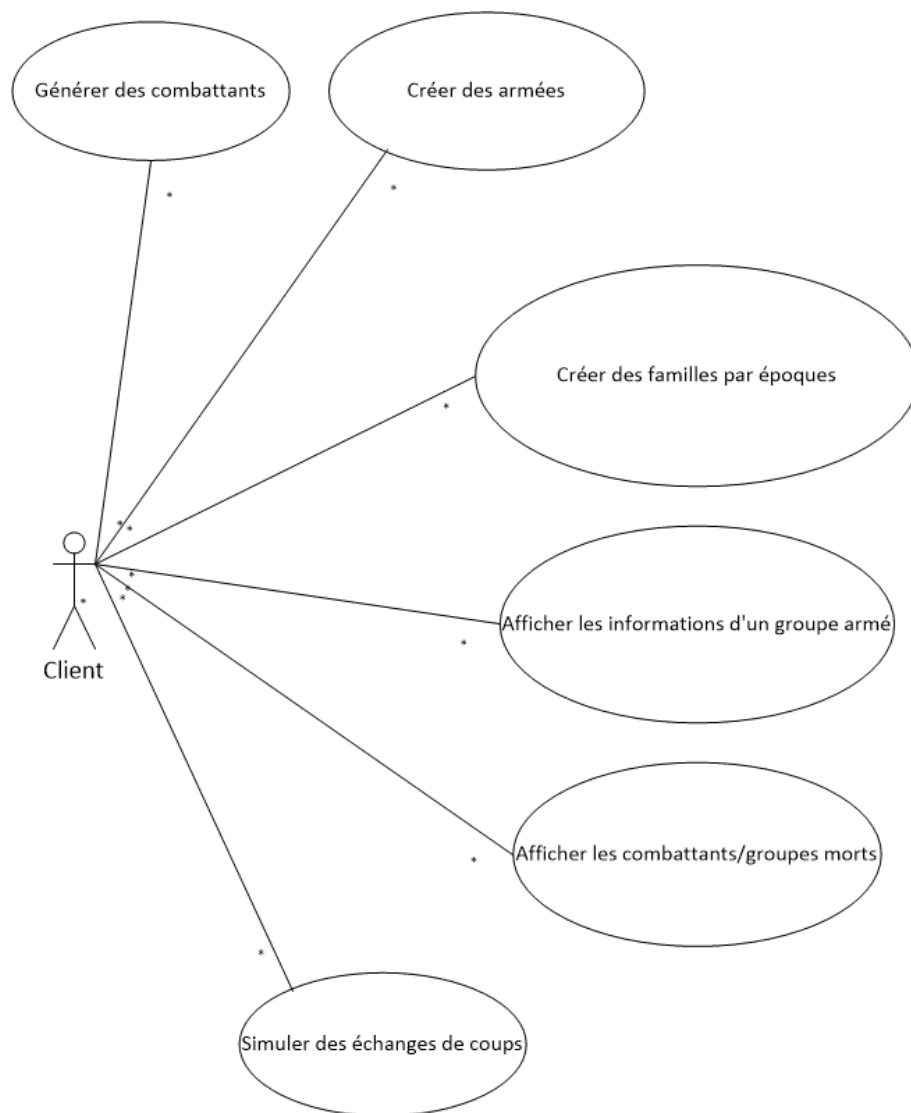 Générer des combattants
Créer des armées
*
*
Créer des familles par époques
*
* *
*
*
*
*
Client
Afficher les informations d'un groupe armé
*
Afficher les combattants/groupes morts
*
*
Simuler des échanges de coups